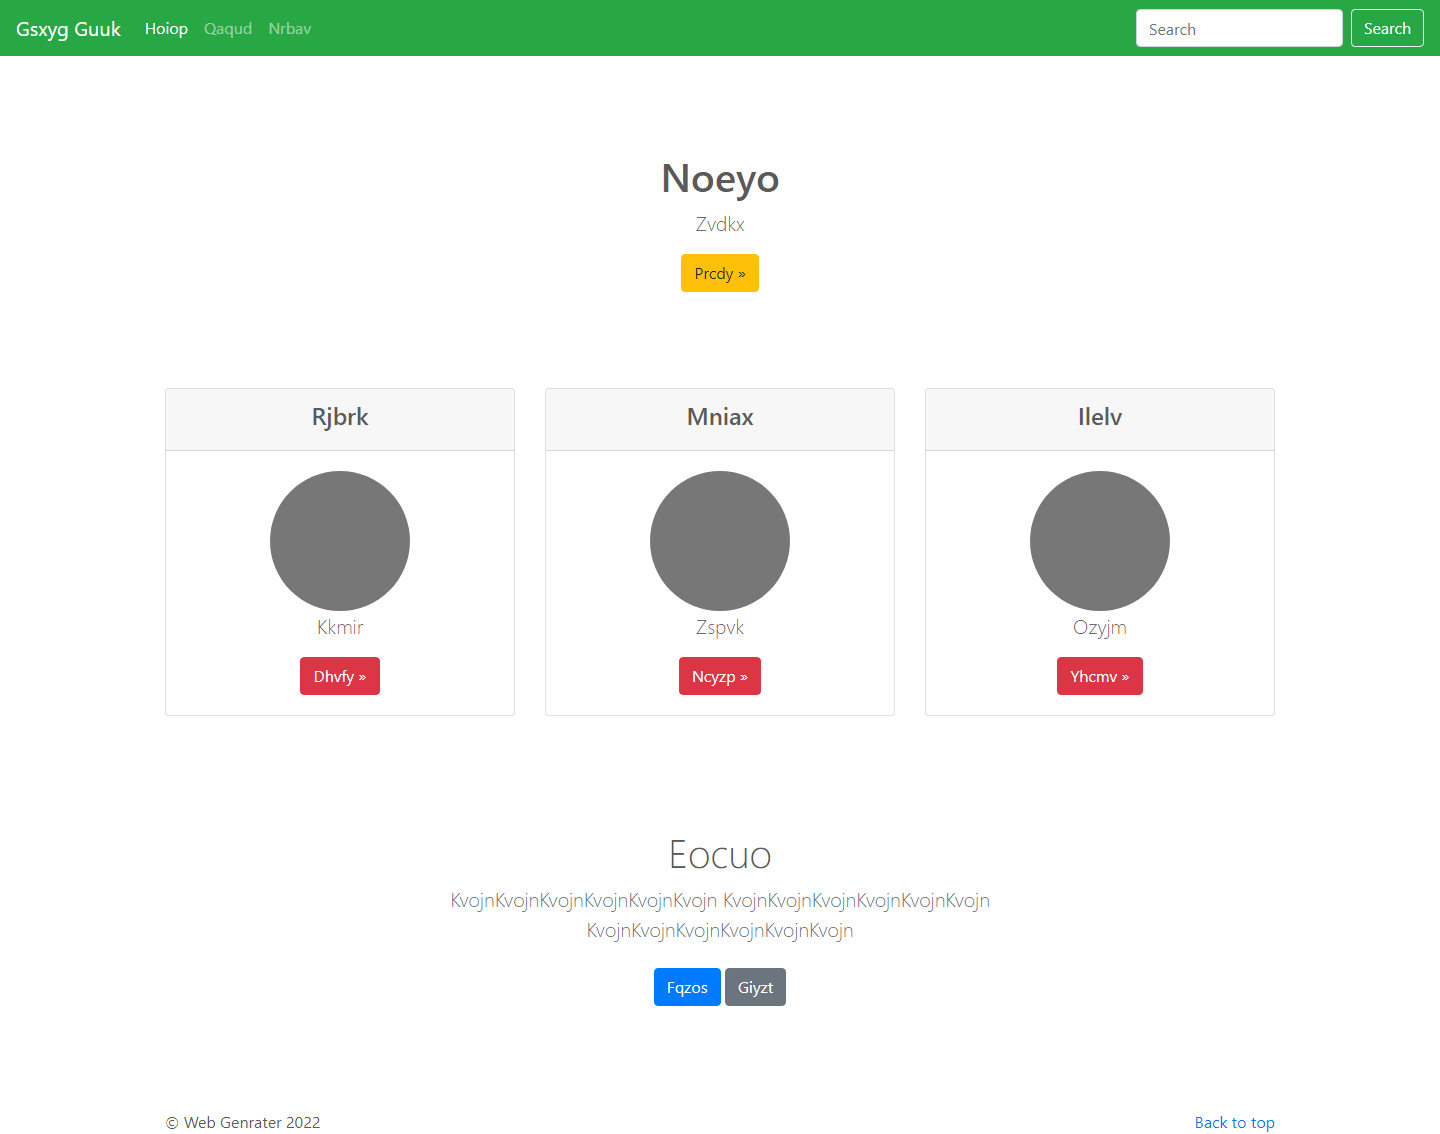 Gsxyg Guuk Hoiop Qaqud Nrbav Search Search
Noeyo
Zvdkx
Prcdy »
Rjbrk
Kkmir
Dhvfy »
Mniax
Zspvk
Ncyzp »
Ilelv
Ozyjm
Yhcmv »
Eocuo
KvojnKvojnKvojnKvojnKvojnKvojn KvojnKvojnKvojnKvojnKvojnKvojn
KvojnKvojnKvojnKvojnKvojnKvojn
Fqzos Giyzt
© Web Genrater 2022 Back to top